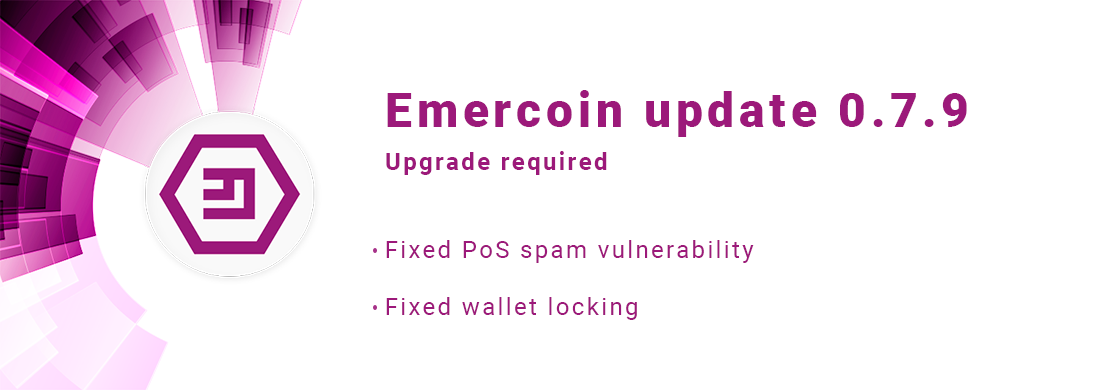 Emercoin update 0.7.9
Upgrade required
• Fixed PoS spam vulnerability
• Fixed wallet locking